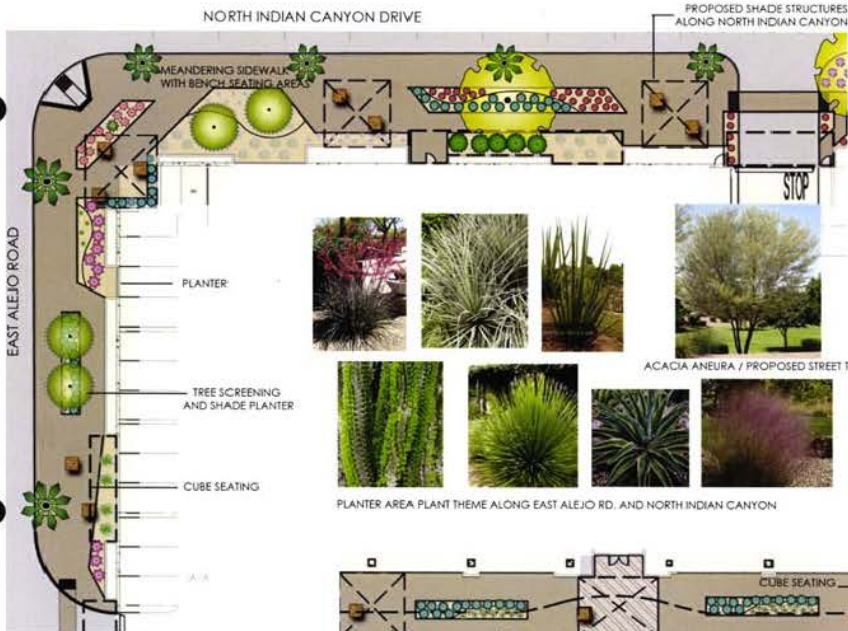 NORTH INDIAN CANYON DRIVE
PROPOSED SHADE STRUCTURES
ALONG NORTH INDIAN CANYON
MEANDERING SIDEWALK
WITH BENCH SEATING AREAS
STOP
EAST ALEJO ROAD
PLANTER
ACACIA ANEURA / PROPOSED STREET T
TREE SCREENING
AND SHADE PLANTER
CUBE SEATING
PLANTER AREA PLANT THEME ALONG EAST ALEJO RD. AND NORTH INDIAN CANYON
CUBE SEATING